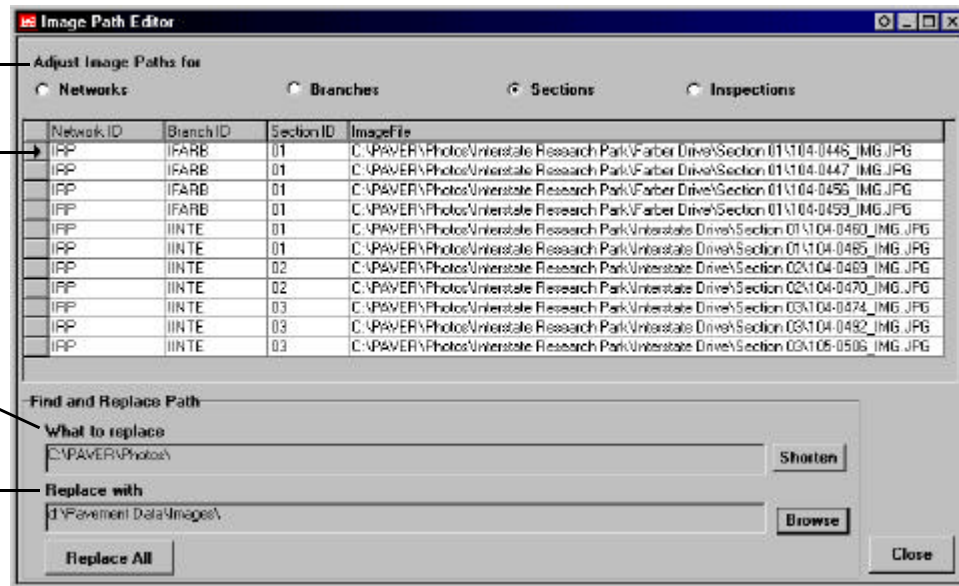 Image Path Editor
Adjust Image Paths for
Networks Branches Sections Inspections
Network ID Branch ID Section ID ImageFile
IRP IFARB 01 C:\PAVER\Photos\Interstate Research Park\Farber Drive\Section 01\104-0446_IMG.JPG
IRP IFARB 01 C:\PAVER\Photos\Interstate Research Park\Farber Drive\Section 01\104-0447_IMG.JPG
IRP IFARB 01 C:\PAVER\Photos\Interstate Research Park\Farber Drive\Section 01\104-0456_IMG.JPG
IRP IFARB 01 C:\PAVER\Photos\Interstate Research Park\Farber Drive\Section 01\104-0459_IMG.JPG
IRP IINTE 01 C:\PAVER\Photos\Interstate Research Park\Interstate Drive\Section 01\104-0460_IMG.JPG
IRP IINTE 01 C:\PAVER\Photos\Interstate Research Park\Interstate Drive\Section 01\104-0465_IMG.JPG
IRP IINTE 02 C:\PAVER\Photos\Interstate Research Park\Interstate Drive\Section 02\104-0469_IMG.JPG
IRP IINTE 02 C:\PAVER\Photos\Interstate Research Park\Interstate Drive\Section 02\104-0470_IMG.JPG
IRP IINTE 03 C:\PAVER\Photos\Interstate Research Park\Interstate Drive\Section 03\104-0474_IMG.JPG
IRP IINTE 03 C:\PAVER\Photos\Interstate Research Park\Interstate Drive\Section 03\104-0492_IMG.JPG
IRP IINTE 03 C:\PAVER\Photos\Interstate Research Park\Interstate Drive\Section 03\105-0506_IMG.JPG
Find and Replace Path
What to replace
C:\PAVER\Photos\
Shorten
Replace with
d:\Pavement Data\Images\
Browse
Replace All
Close